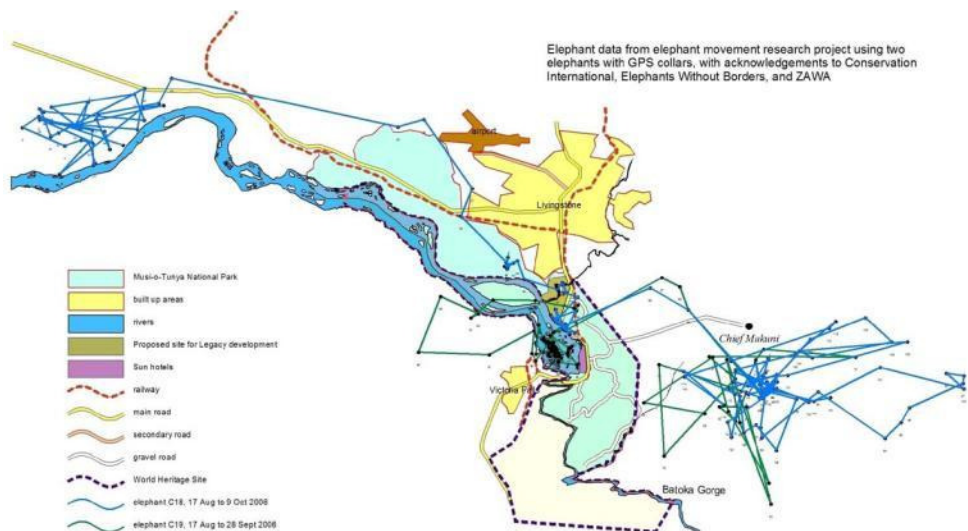 Elephant data from elephant movement research project using two
elephants with GPS collars, with acknowledgements to Conservation
International, Elephants Without Borders, and ZAWA
airport
Livingstone
Chief Mukuni
Batoka Gorge
Musi-o-Tunya National Park
built up areas
rivers
Proposed site for Legacy development
Sun hotels
railway
main road
secondary road
gravel road
World Heritage Site
elephant C18, 17 Aug to 9 Oct 2006
elephant C19, 17 Aug to 28 Sept 2006